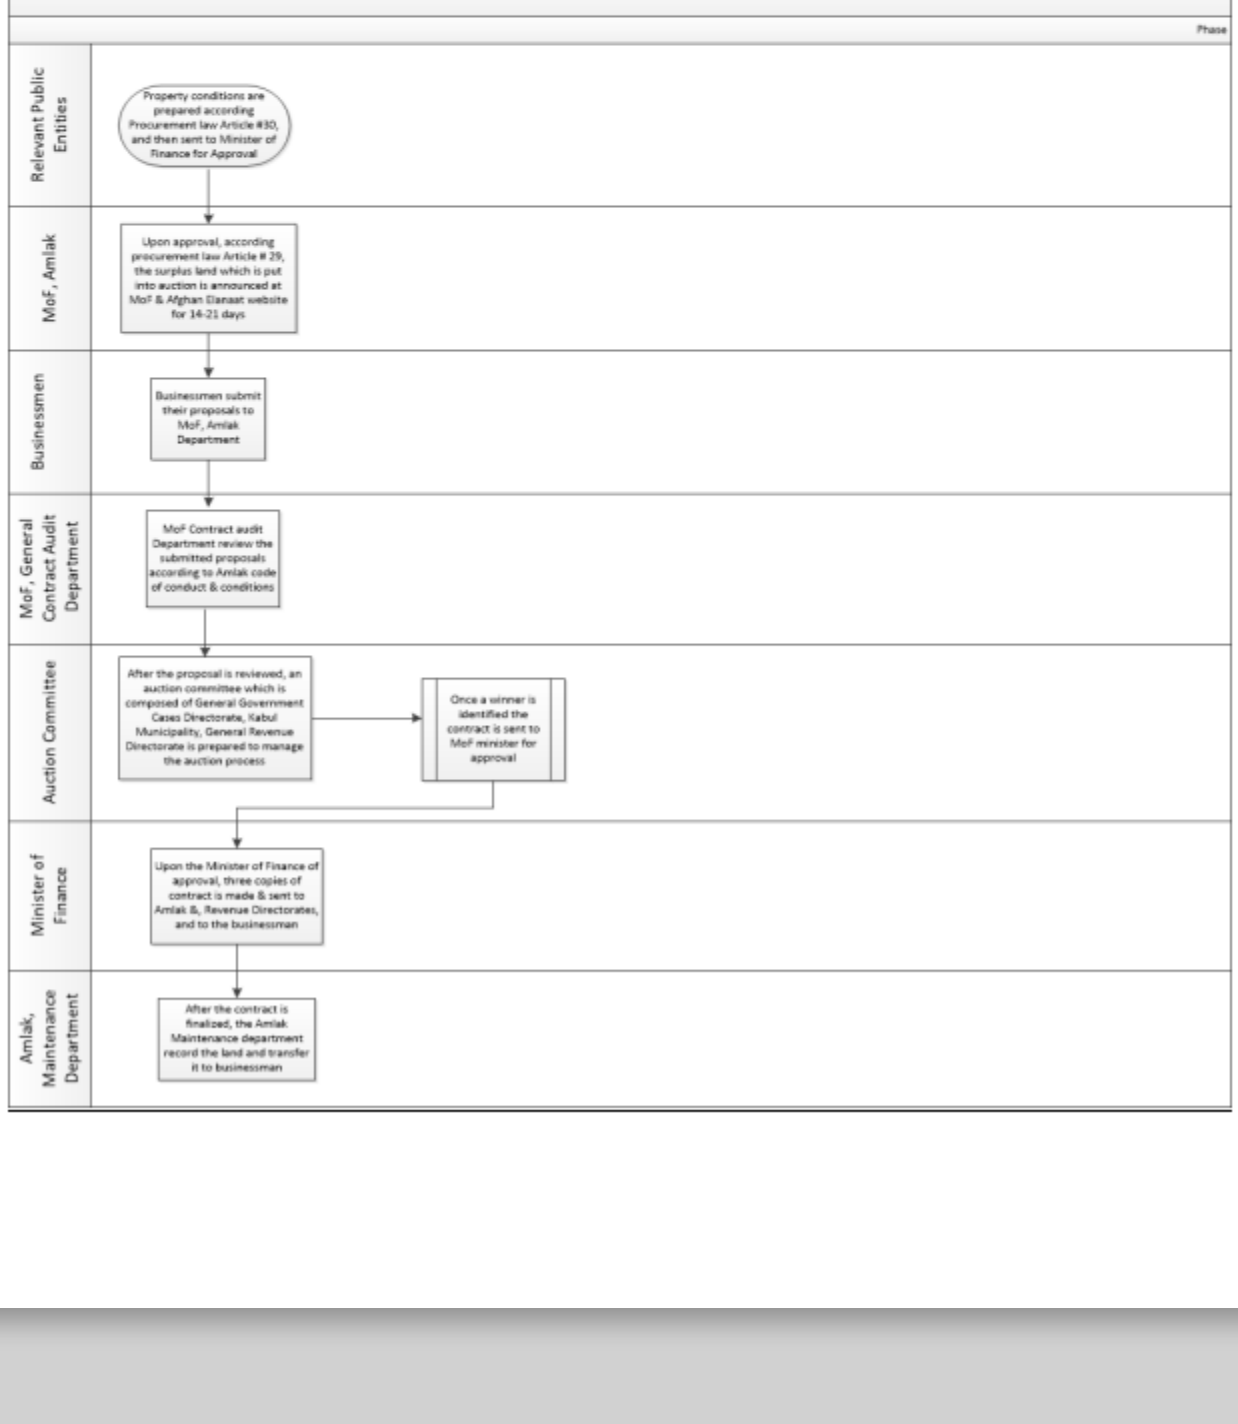 Phase
Relevant Public
Entities
Property conditions are
prepared according
Procurement law Article #30,
and then sent to Minister of
Finance for Approval
MoF, Amlak
Upon approval, according
procurement law Article # 29,
the surplus land which is put
into auction is announced at
MoF & Afghan Elanaat website
for 14-21 days
Businessmen
Businessmen submit
their proposals to
MoF, Amlak
Department
MoF, General
Contract Audit
Department
MoF Contract audit
Department review the
submitted proposals
according to Amlak code
of conduct & conditions
Auction Committee
After the proposal is reviewed, an
auction committee which is
composed of General Government
Cases Directorate, Kabul
Municipality, General Revenue
Directorate is prepared to manage
the auction process
Once a winner is
identified the
contract is sent to
MoF minister for
approval
Minister of
Finance
Upon the Minister of Finance of
approval, three copies of
contract is made & sent to
Amlak &, Revenue Directorates,
and to the businessman
Amlak,
Maintenance
Department
After the contract is
finalized, the Amlak
Maintenance department
record the land and transfer
it to businessman